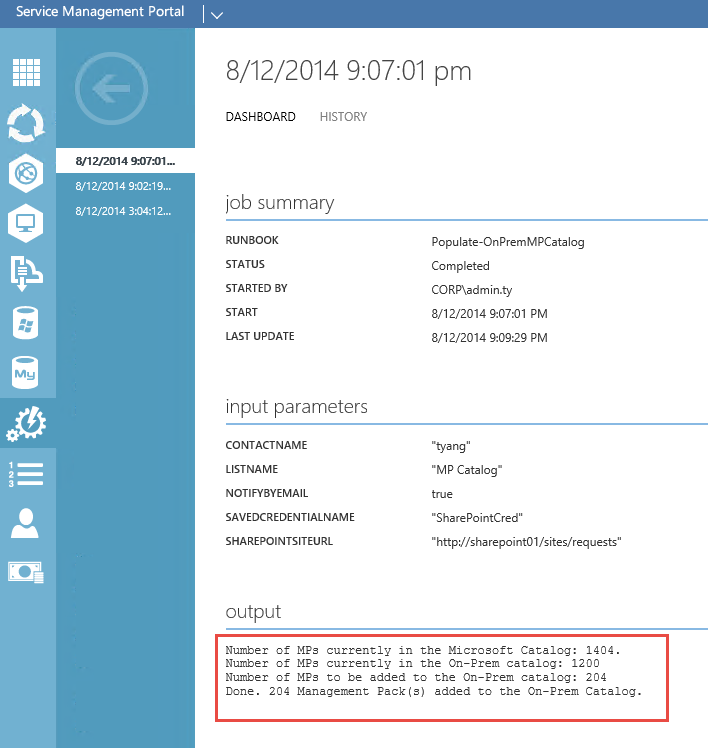 Service Management Portal
8/12/2014 9:07:01 pm
DASHBOARD HISTORY
8/12/2014 9:07:01...
8/12/2014 9:02:19...
8/12/2014 3:04:12...
job summary
RUNBOOK Populate-OnPremMPCatalog
STATUS Completed
STARTED BY CORP\admin.ty
START 8/12/2014 9:07:01 PM
LAST UPDATE 8/12/2014 9:09:29 PM
input parameters
CONTACTNAME "tyang"
LISTNAME "MP Catalog"
NOTIFYBYEMAIL true
SAVEDCREDENTIALNAME "SharePointCred"
SHAREPOINTSITEURL "http://sharepoint01/sites/requests"
output
Number of MPs currently in the Microsoft Catalog: 1404.
Number of MPs currently in the On-Prem catalog: 1200
Number of MPs to be added to the On-Prem catalog: 204
Done. 204 Management Pack(s) added to the On-Prem Catalog.
My
1
2
3